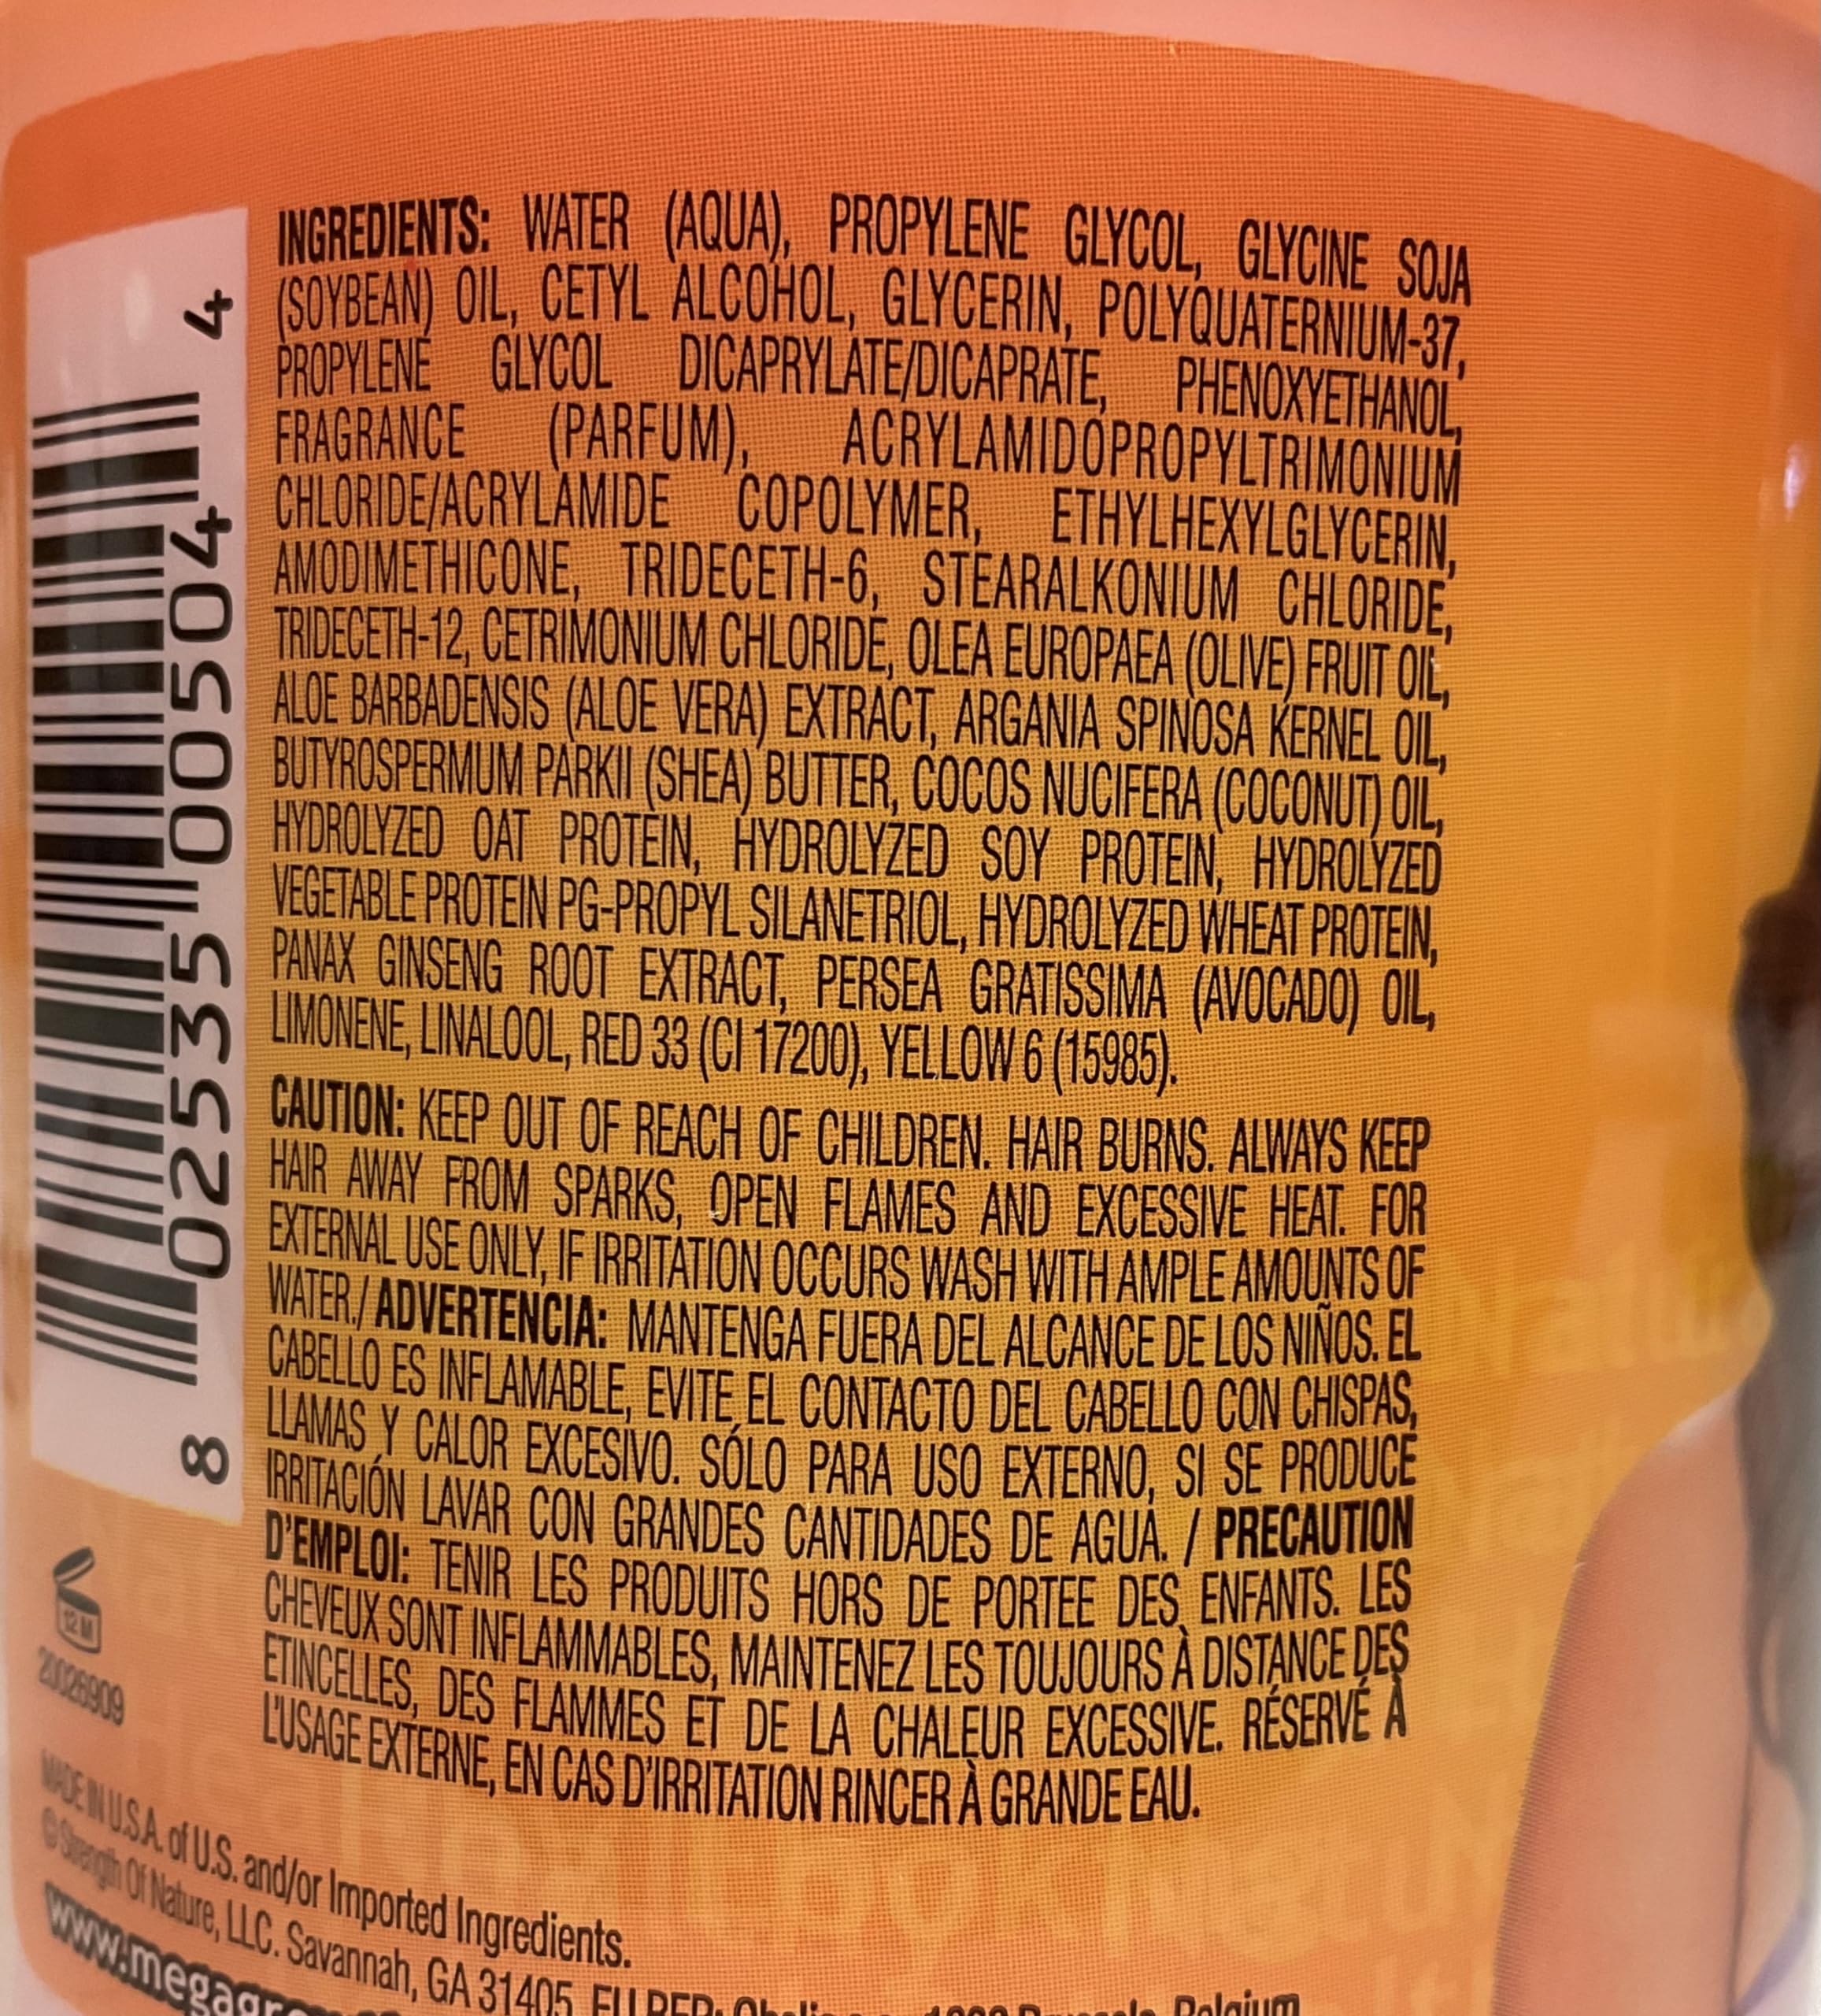 INGREDIENTS: WATER (AQUA), PROPYLENE GLYCOL, GLYCINE SOJA
(SOYBEAN) OIL, CETYL ALCOHOL, GLYCERIN, POLYQUATERNIUM-37,
PROPYLENE GLYCOL DICAPRYLATE/DICAPRATE, PHENOXYETHANOL,
FRAGRANCE (PARFUM), ACRYLAMIDOPROPYLTRIMONIUM
CHLORIDE/ACRYLAMIDE COPOLYMER, ETHYLHEXYLGLYCERIN,
AMODIMETHICONE, TRIDECETH-6, STEARALKONIUM CHLORIDE,
TRIDECETH-12, CETRIMONIUM CHLORIDE, OLEA EUROPAEA (OLIVE) FRUIT OIL,
ALOE BARBADENSIS (ALOE VERA) EXTRACT, ARGANIA SPINOSA KERNEL OIL,
BUTYROSPERMUM PARKII (SHEA) BUTTER, COCOS NUCIFERA (COCONUT) OIL,
HYDROLYZED OAT PROTEIN, HYDROLYZED SOY PROTEIN, HYDROLYZED
VEGETABLE PROTEIN PG-PROPYL SILANETRIOL, HYDROLYZED WHEAT PROTEIN,
PANAX GINSENG ROOT EXTRACT, PERSEA GRATISSIMA (AVOCADO) OIL,
LIMONENE, LINALOOL, RED 33 (CI 17200), YELLOW 6 (15985).
CAUTION: KEEP OUT OF REACH OF CHILDREN. HAIR BURNS. ALWAYS KEEP
HAIR AWAY FROM SPARKS, OPEN FLAMES AND EXCESSIVE HEAT. FOR
EXTERNAL USE ONLY, IF IRRITATION OCCURS WASH WITH AMPLE AMOUNTS OF
WATER./ ADVERTENCIA: MANTENGA FUERA DEL ALCANCE DE LOS NIÑOS. EL
CABELLO ES INFLAMABLE, EVITE EL CONTACTO DEL CABELLO CON CHISPAS,
LLAMAS Y CALOR EXCESIVO. SÓLO PARA USO EXTERNO, SI SE PRODUCE
IRRITACIÓN LAVAR CON GRANDES CANTIDADES DE AGUA. / PRECAUTION
D'EMPLOI: TENIR LES PRODUITS HORS DE PORTEE DES ENFANTS. LES
CHEVEUX SONT INFLAMMABLES, MAINTENEZ LES TOUJOURS À DISTANCE DES
ETINCELLES, DES FLAMMES ET DE LA CHALEUR EXCESSIVE. RÉSERVÉ À
L'USAGE EXTERNE, EN CAS D'IRRITATION RINCER À GRANDE EAU.
8 02535 00504 4
12 M
20026909
MADE IN U.S.A. of U.S. and/or Imported Ingredients.
©Strength Of Nature, LLC. Savannah, GA 31405 EU REP: Belgium